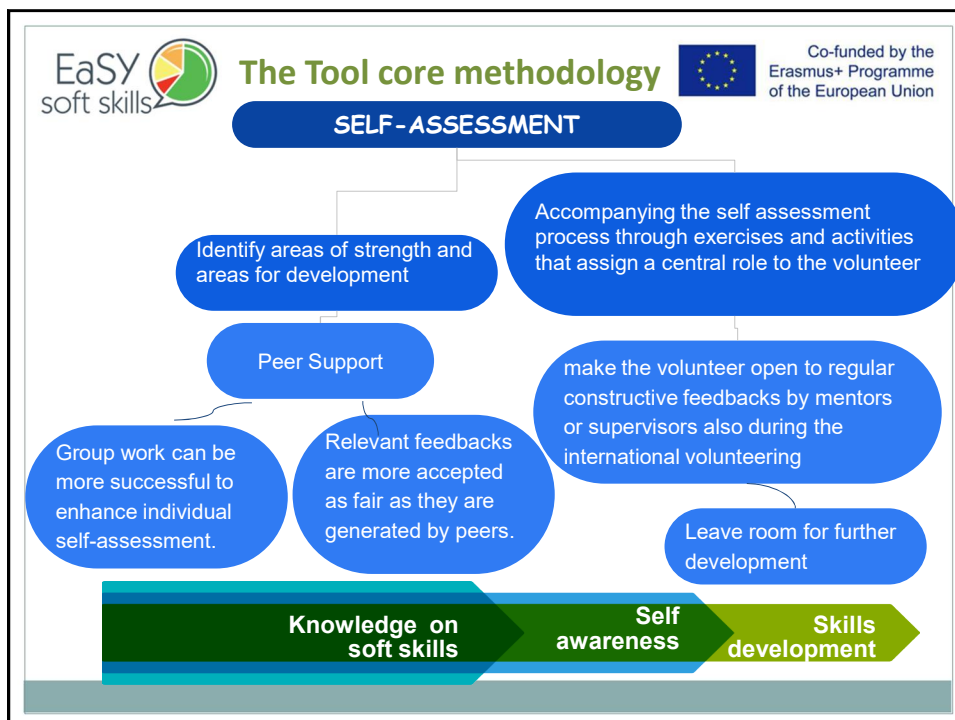 EaSY
soft skills
The Tool core methodology
Co-funded by the
Erasmus+ Programme
of the European Union
SELF-ASSESSMENT
Identify areas of strength and
areas for development
Accompanying the self assessment
process through exercises and activities
that assign a central role to the volunteer
Peer Support
make the volunteer open to regular
constructive feedbacks by mentors
or supervisors also during the
international volunteering
Group work can be
more successful to
enhance individual
self-assessment.
Relevant feedbacks
are more accepted
as fair as they are
generated by peers.
Leave room for further
development
Knowledge on
soft skills
Self
awareness
Skills
development